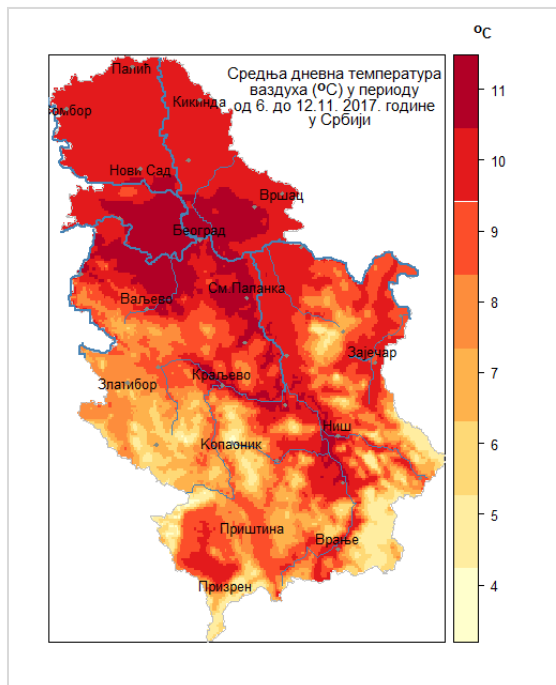 °C
Средња дневна температура
ваздуха (°C) у периоду
од 6. до 12.11. 2017. године
у Србији
Палић
Кикинда
омбор
Нови Сад
Вршац
Београд
См.Паланка
Ваљево
Зајечар
Златибор
Краљево
Ниш
Копаоник
Приштина
Врање
Призрен
11
10
9
8
7
6
5
4